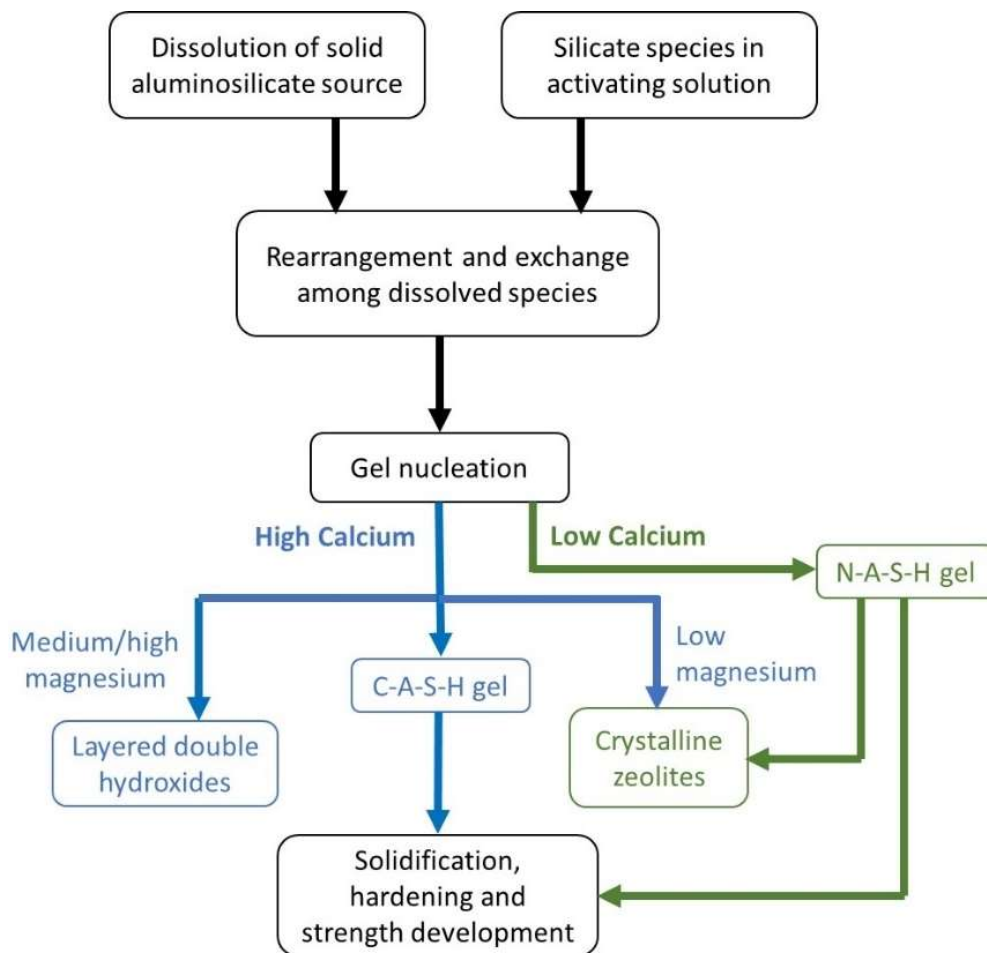 Dissolution of solid
aluminosilicate source
Silicate species in
activating solution
Rearrangement and exchange
among dissolved species
Gel nucleation
High Calcium
Low Calcium
N-A-S-H gel
Medium/high
magnesium
C-A-S-H gel
Low
magnesium
Layered double
hydroxides
Crystalline
zeolites
Solidification,
hardening and
strength development